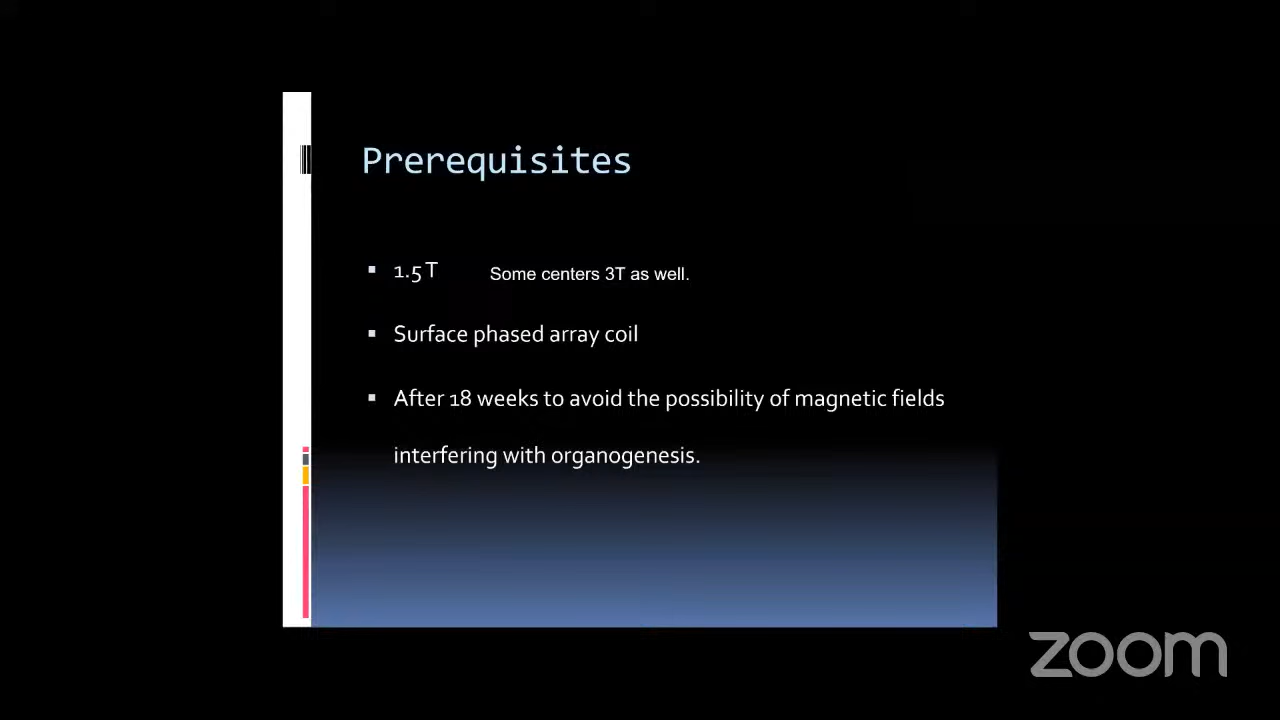 Prerequisites
▪ 1.5 T Some centers 3T as well.
▪ Surface phased array coil
▪ After 18 weeks to avoid the possibility of magnetic fields
interfering with organogenesis.
zoom